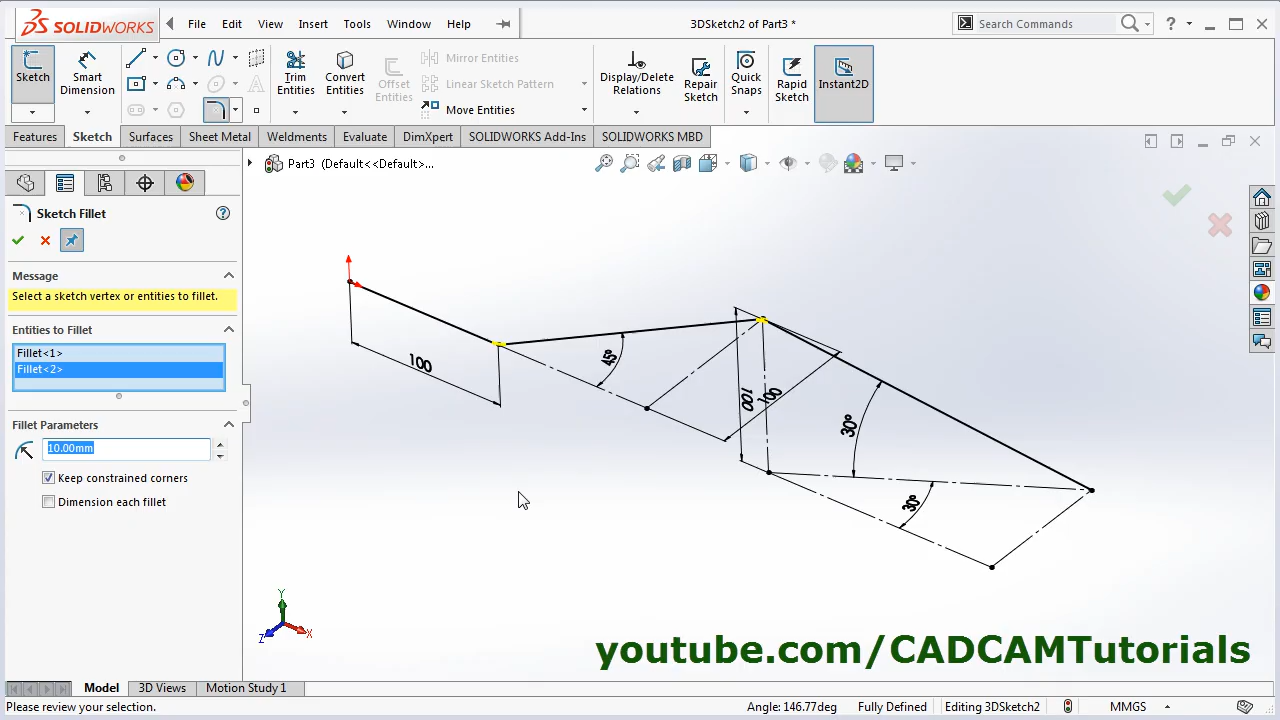 SOLIDWORKS
File
Edit
View
Insert
Tools
Window
Help
3DSketch2 of Part3 *
Search Commands
?
Sketch
Smart
Dimension
Trim
Entities
Convert
Entities
Offset
Entities
Mirror Entities
Linear Sketch Pattern
Move Entities
Display/Delete
Relations
Repair
Sketch
Quick
Snaps
Rapid
Sketch
Instant2D
Features
Sketch
Surfaces
Sheet Metal
Weldments
Evaluate
DimXpert
SOLIDWORKS Add-Ins
SOLIDWORKS MBD
Part3 (Default<<Default>...
Sketch Fillet
?
Message
Select a sketch vertex or entities to fillet.
Entities to Fillet
Fillet<1>
Fillet<2>
Fillet Parameters
10.00mm
Keep constrained corners
Dimension each fillet
100
45°
100
100
30°
30°
Y
Z
X
youtube.com/CADCAMTutorials
Model
3D Views
Motion Study 1
Please review your selection.
Angle: 146.77deg
Fully Defined
Editing 3DSketch2
MMGS